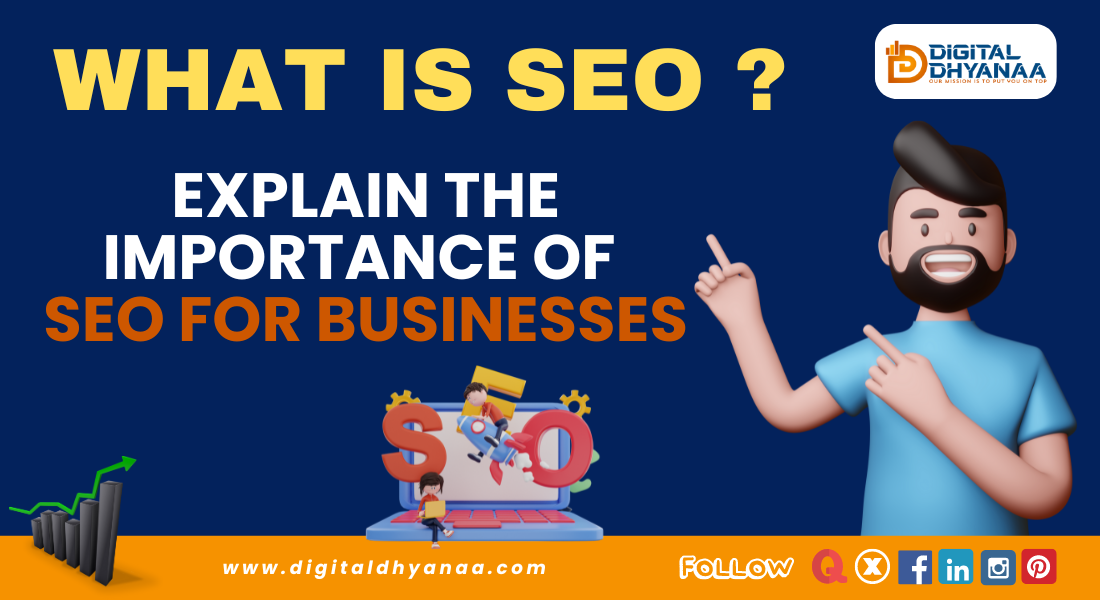 WHAT IS SEO ?
DIGITAL
DHYANAA
OUR MISSION IS TO PUT YOU ON TOP
EXPLAIN THE
IMPORTANCE OF
SEO FOR BUSINESSES
SEO
www.digitaldhyanaa.com
FOLLOW